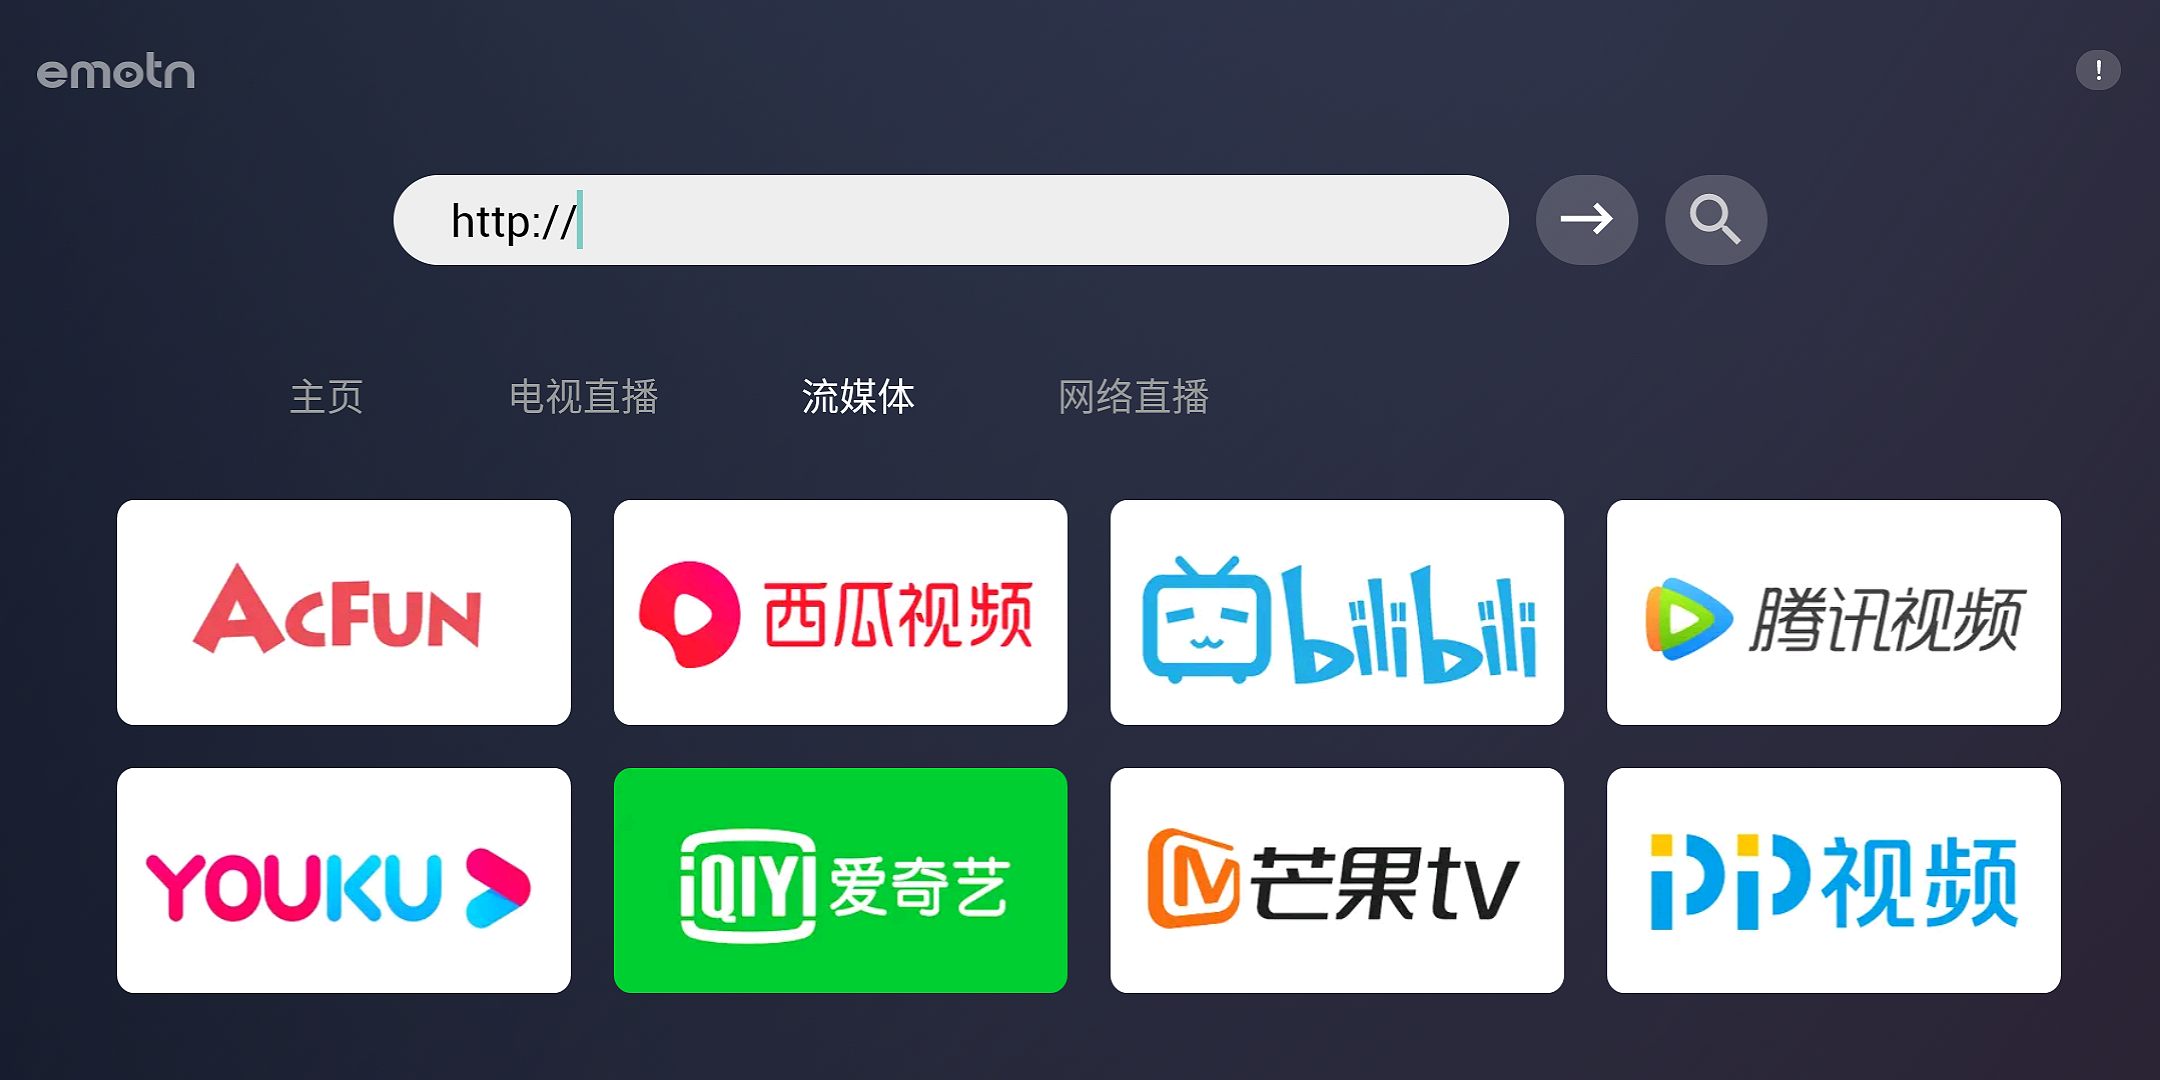 emotn
!
http://
主页 电视直播 流媒体 网络直播
AcFun 西瓜视频 bilibili 腾讯视频
YOUKU iQIYI 爱奇艺 芒果tv PP视频